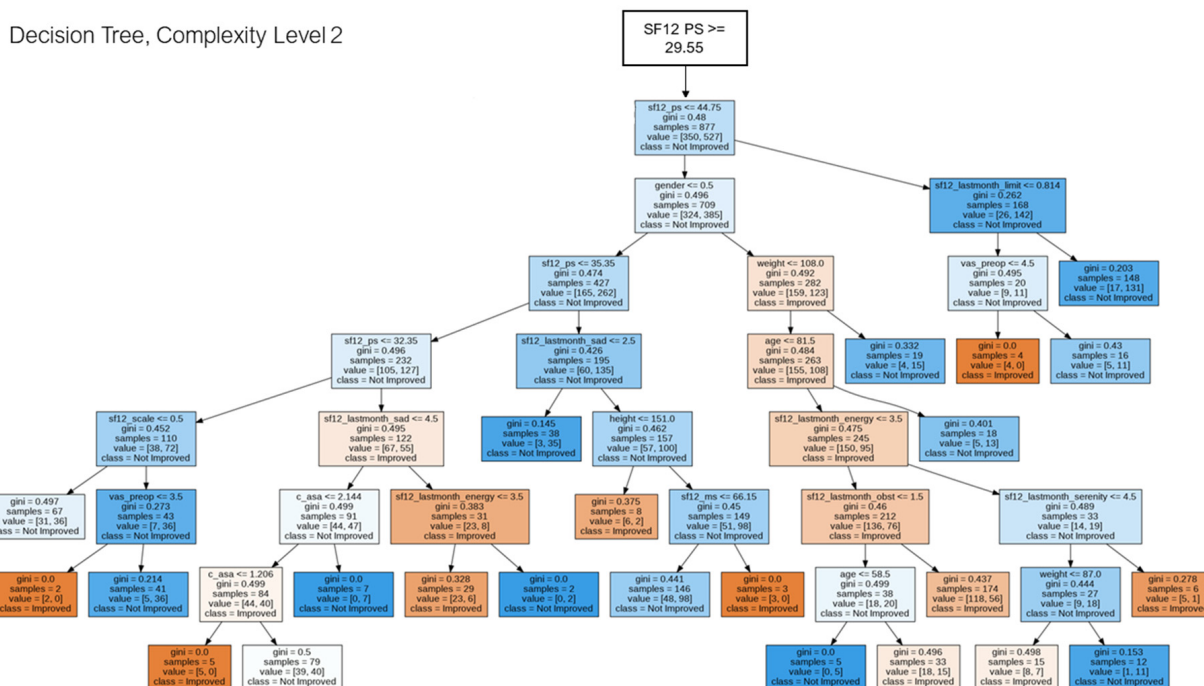 Decision Tree, Complexity Level 2
SF12 PS >=
29.55
sf12_ps <= 44.75
gini = 0.48
samples = 877
value = [350, 527]
class = Not Improved
gender <= 0.5
gini = 0.496
samples = 709
value = [324, 385]
class = Not Improved
sf12_lastmonth_limit <= 0.814
gini = 0.262
samples = 168
value = [26, 142]
class = Not Improved
sf12_ps <= 35.35
gini = 0.474
samples = 427
value = [165, 262]
class = Not Improved
weight <= 108.0
gini = 0.492
samples = 282
value = [159, 123]
class = Improved
vas_preop <= 4.5
gini = 0.495
samples = 20
value = [9, 11]
class = Not Improved
gini = 0.203
samples = 148
value = [17, 131]
class = Not Improved
sf12_ps <= 32.35
gini = 0.496
samples = 232
value = [105, 127]
class = Not Improved
sf12_lastmonth_sad <= 2.5
gini = 0.426
samples = 195
value = [60, 135]
class = Not Improved
age <= 81.5
gini = 0.484
samples = 263
value = [155, 108]
class = Improved
gini = 0.332
samples = 19
value = [4, 15]
class = Not Improved
gini = 0.0
samples = 4
value = [4, 0]
class = Improved
gini = 0.43
samples = 16
value = [5, 11]
class = Not Improved
sf12_scale <= 0.5
gini = 0.452
samples = 110
value = [38, 72]
class = Not Improved
sf12_lastmonth_sad <= 4.5
gini = 0.495
samples = 122
value = [67, 55]
class = Improved
gini = 0.145
samples = 38
value = [3, 35]
class = Not Improved
height <= 151.0
gini = 0.462
samples = 157
value = [57, 100]
class = Not Improved
sf12_lastmonth_energy <= 3.5
gini = 0.475
samples = 245
value = [150, 95]
class = Improved
gini = 0.401
samples = 18
value = [5, 13]
class = Not Improved
gini = 0.497
samples = 67
value = [31, 36]
class = Not Improved
vas_preop <= 3.5
gini = 0.273
samples = 43
value = [7, 36]
class = Not Improved
c_asa <= 2.144
gini = 0.499
samples = 91
value = [44, 47]
class = Not Improved
sf12_lastmonth_energy <= 3.5
gini = 0.383
samples = 31
value = [23, 8]
class = Improved
gini = 0.375
samples = 8
value = [6, 2]
class = Improved
sf12_ms <= 66.15
gini = 0.45
samples = 149
value = [51, 98]
class = Not Improved
sf12_lastmonth_obst <= 1.5
gini = 0.46
samples = 212
value = [136, 76]
class = Improved
sf12_lastmonth_serenity <= 4.5
gini = 0.489
samples = 33
value = [14, 19]
class = Not Improved
gini = 0.0
samples = 2
value = [2, 0]
class = Improved
gini = 0.214
samples = 41
value = [5, 36]
class = Not Improved
c_asa <= 1.206
gini = 0.499
samples = 84
value = [44, 40]
class = Improved
gini = 0.0
samples = 7
value = [0, 7]
class = Not Improved
gini = 0.328
samples = 29
value = [23, 6]
class = Improved
gini = 0.0
samples = 2
value = [0, 2]
class = Not Improved
gini = 0.441
samples = 146
value = [48, 98]
class = Not Improved
gini = 0.0
samples = 3
value = [3, 0]
class = Improved
age <= 58.5
gini = 0.499
samples = 38
value = [18, 20]
class = Not Improved
gini = 0.437
samples = 174
value = [118, 56]
class = Improved
weight <= 87.0
gini = 0.444
samples = 27
value = [9, 18]
class = Not Improved
gini = 0.278
samples = 6
value = [5, 1]
class = Improve
gini = 0.0
samples = 5
value = [5, 0]
class = Improved
gini = 0.5
samples = 79
value = [39, 40]
class = Not Improved
gini = 0.0
samples = 5
value = [0, 5]
class = Not Improved
gini = 0.496
samples = 33
value = [18, 15]
class = Improved
gini = 0.498
samples = 15
value = [8, 7]
class = Improved
gini = 0.153
samples = 12
value = [1, 11]
class = Not Improved